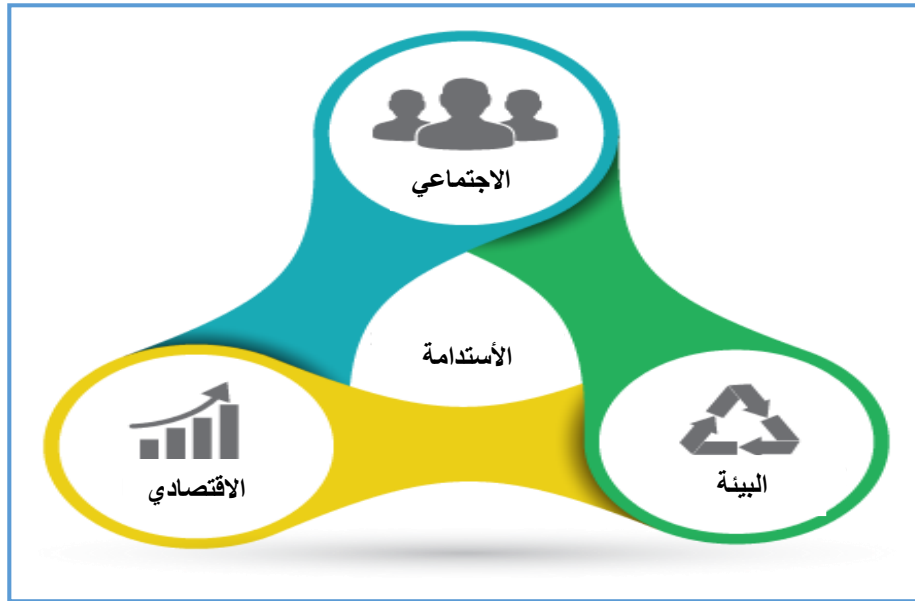 الاجتماعي
الأستدامة
البيئة
الاقتصادي